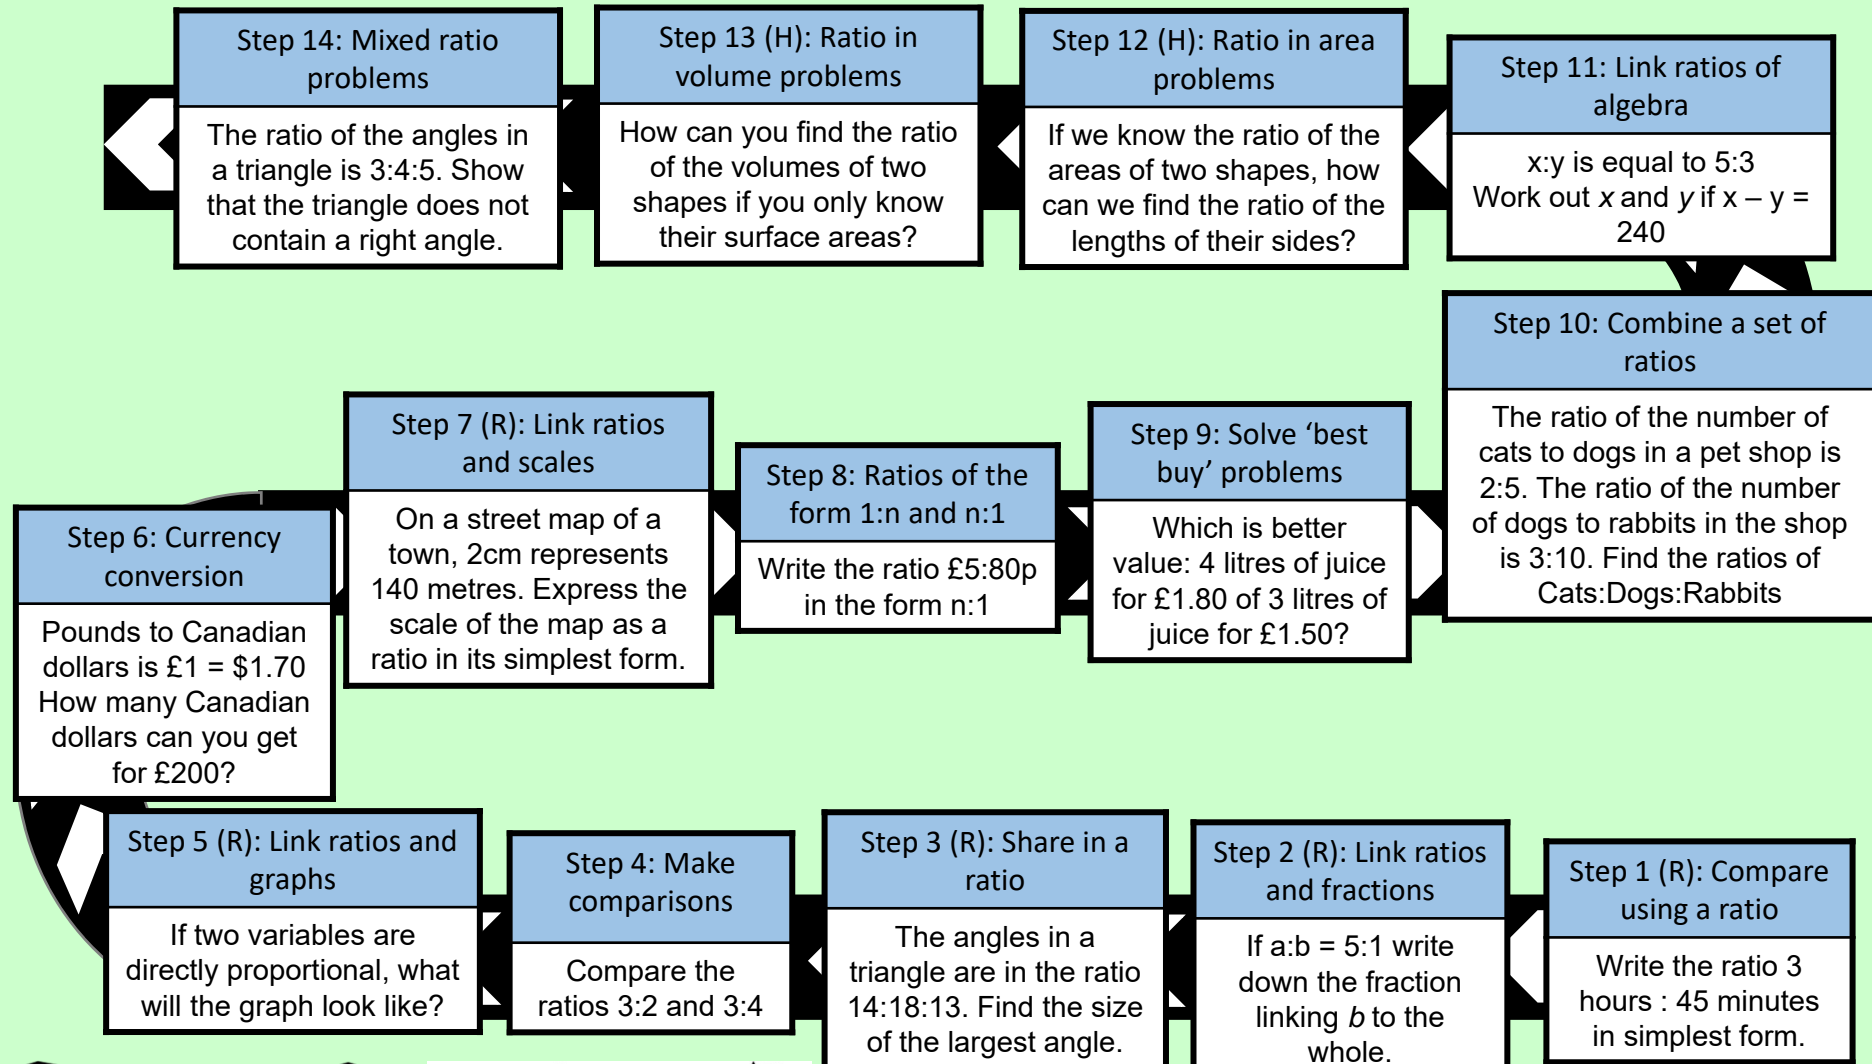 Step 14: Mixed ratio
problems
The ratio of the angles in
a triangle is 3:4:5. Show
that the triangle does not
contain a right angle.
Step 13 (H): Ratio in
volume problems
How can you find the ratio
of the volumes of two
shapes if you only know
their surface areas?
Step 12 (H): Ratio in area
problems
If we know the ratio of the
areas of two shapes, how
can we find the ratio of the
lengths of their sides?
Step 11: Link ratios of
algebra
x:y is equal to 5:3
Work out x and y if x – y =
240
Step 10: Combine a set of
ratios
The ratio of the number of
cats to dogs in a pet shop is
2:5. The ratio of the number
of dogs to rabbits in the shop
is 3:10. Find the ratios of
Cats:Dogs:Rabbits
Step 6: Currency
conversion
Pounds to Canadian
dollars is £1 = $1.70
How many Canadian
dollars can you get
for £200?
Step 7 (R): Link ratios
and scales
On a street map of a
town, 2cm represents
140 metres. Express the
scale of the map as a
ratio in its simplest form.
Step 8: Ratios of the
form 1:n and n:1
Write the ratio £5:80p
in the form n:1
Step 9: Solve ‘best
buy’ problems
Which is better
value: 4 litres of juice
for £1.80 of 3 litres of
juice for £1.50?
Step 5 (R): Link ratios and
graphs
If two variables are
directly proportional, what
will the graph look like?
Step 4: Make
comparisons
Compare the
ratios 3:2 and 3:4
Step 3 (R): Share in a
ratio
The angles in a
triangle are in the ratio
14:18:13. Find the size
of the largest angle.
Step 2 (R): Link ratios
and fractions
If a:b = 5:1 write
down the fraction
linking b to the
whole.
Step 1 (R): Compare
using a ratio
Write the ratio 3
hours : 45 minutes
in simplest form.